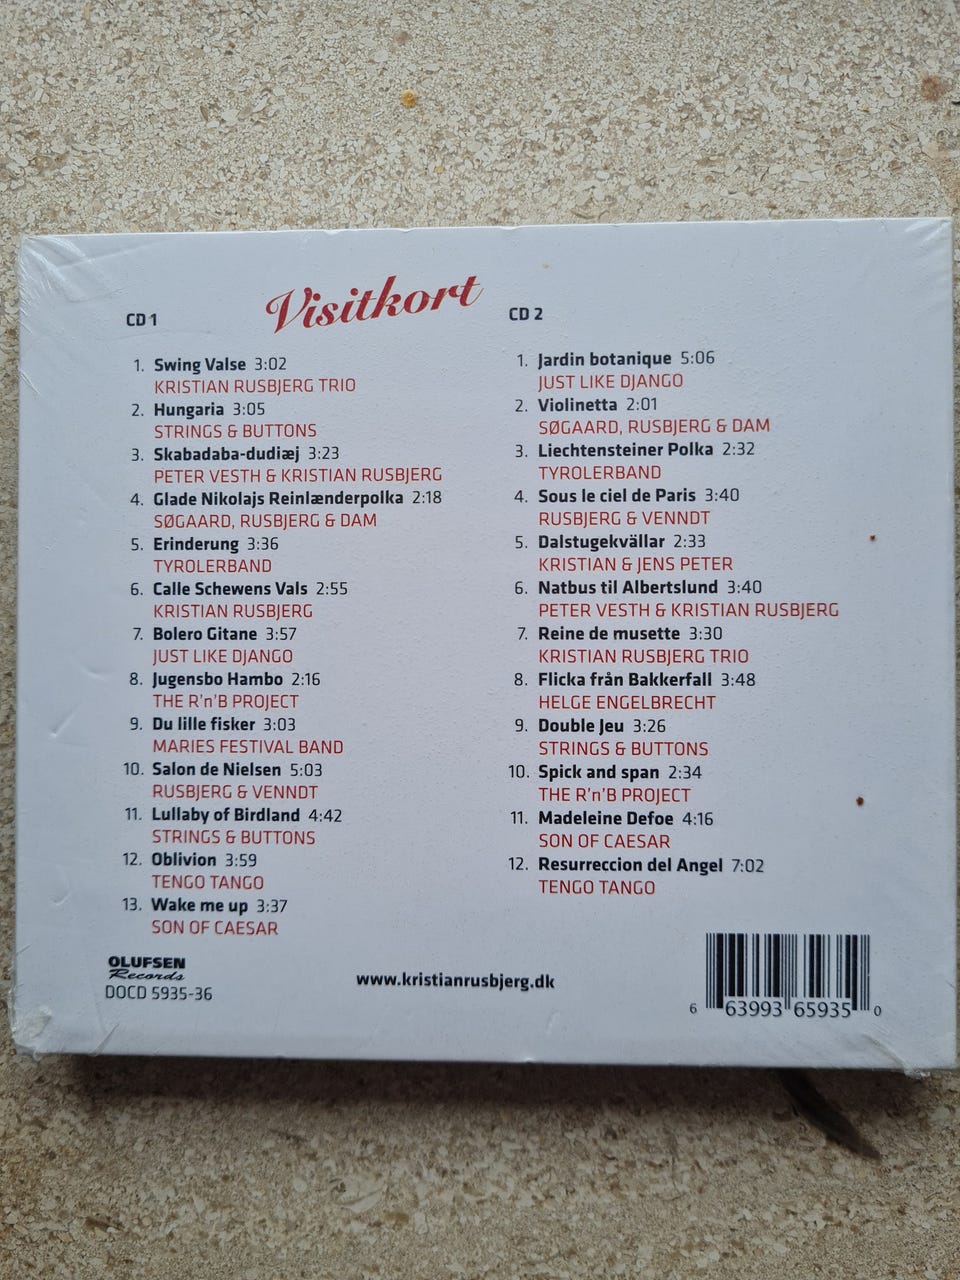 Visitkort
CD 1
1. Swing Valse 3:02
KRISTIAN RUSBJERG TRIO
2. Hungaria 3:05
STRINGS & BUTTONS
3. Skabadaba-dudiæj 3:23
PETER VESTH & KRISTIAN RUSBJERG
4. Glade Nikolajs Reinlænderpolka 2:18
SØGAARD, RUSBJERG & DAM
5. Erinderung 3:36
TYROLERBAND
6. Calle Schewens Vals 2:55
KRISTIAN RUSBJERG
7. Bolero Gitane 3:57
JUST LIKE DJANGO
8. Jugensbo Hambo 2:16
THE R'n'B PROJECT
9. Du lille fisker 3:03
MARIES FESTIVAL BAND
10. Salon de Nielsen 5:03
RUSBJERG & VENNDT
11. Lullaby of Birdland 4:42
STRINGS & BUTTONS
12. Oblivion 3:59
TENGO TANGO
13. Wake me up 3:37
SON OF CAESAR
CD 2
1. Jardin botanique 5:06
JUST LIKE DJANGO
2. Violinetta 2:01
SØGAARD, RUSBJERG & DAM
3. Liechtensteiner Polka 2:32
TYROLERBAND
4. Sous le ciel de Paris 3:40
RUSBJERG & VENNDT
5. Dalstugekvällar 2:33
KRISTIAN & JENS PETER
6. Natbus til Albertslund 3:40
PETER VESTH & KRISTIAN RUSBJERG
7. Reine de musette 3:30
KRISTIAN RUSBJERG TRIO
8. Flicka från Bakkerfall 3:48
HELGE ENGELBRECHT
9. Double Jeu 3:26
STRINGS & BUTTONS
10. Spick and span 2:34
THE R'n'B PROJECT
11. Madeleine Defoe 4:16
SON OF CAESAR
12. Resurreccion del Angel 7:02
TENGO TANGO
OLUFSEN
Records
DOCD 5935-36
www.kristianrusbjerg.dk
6 63993 65935 0